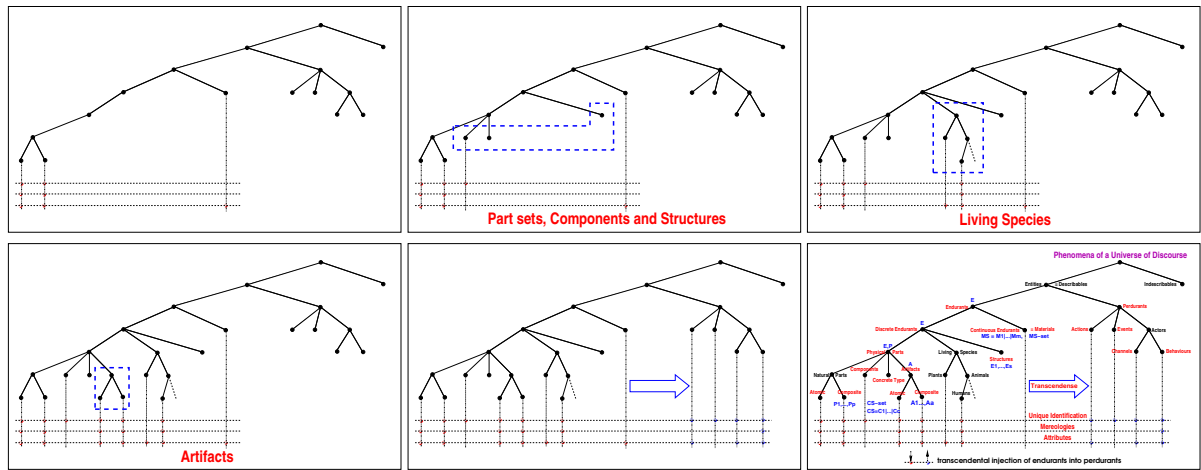 Part sets, Components and Structures
Living Species
Artifacts
Phenomena of a Universe of Discourse
Entities = Describables
Indescribables
E
Endurants
Perdurants
E
Discrete Endurants
Continuous Endurants = Materials
Actions
Events
Actors
MS = M1|...|Mm, MS-set
E,P
Physical Parts
Living Species
Structures
Channels
Behaviours
E1,...,Es
A
Components
Artifacts
Natural Parts
Concrete Type
Plants
Animals
Transcendense
Atomic
Composite
Atomic
Composite
Humans
P1,...,Pp
CS-set
A1...,Aa
CS=C1|...|Cc
Unique Identification
Mereologies
Attributes
transcendental injection of endurants into perdurants